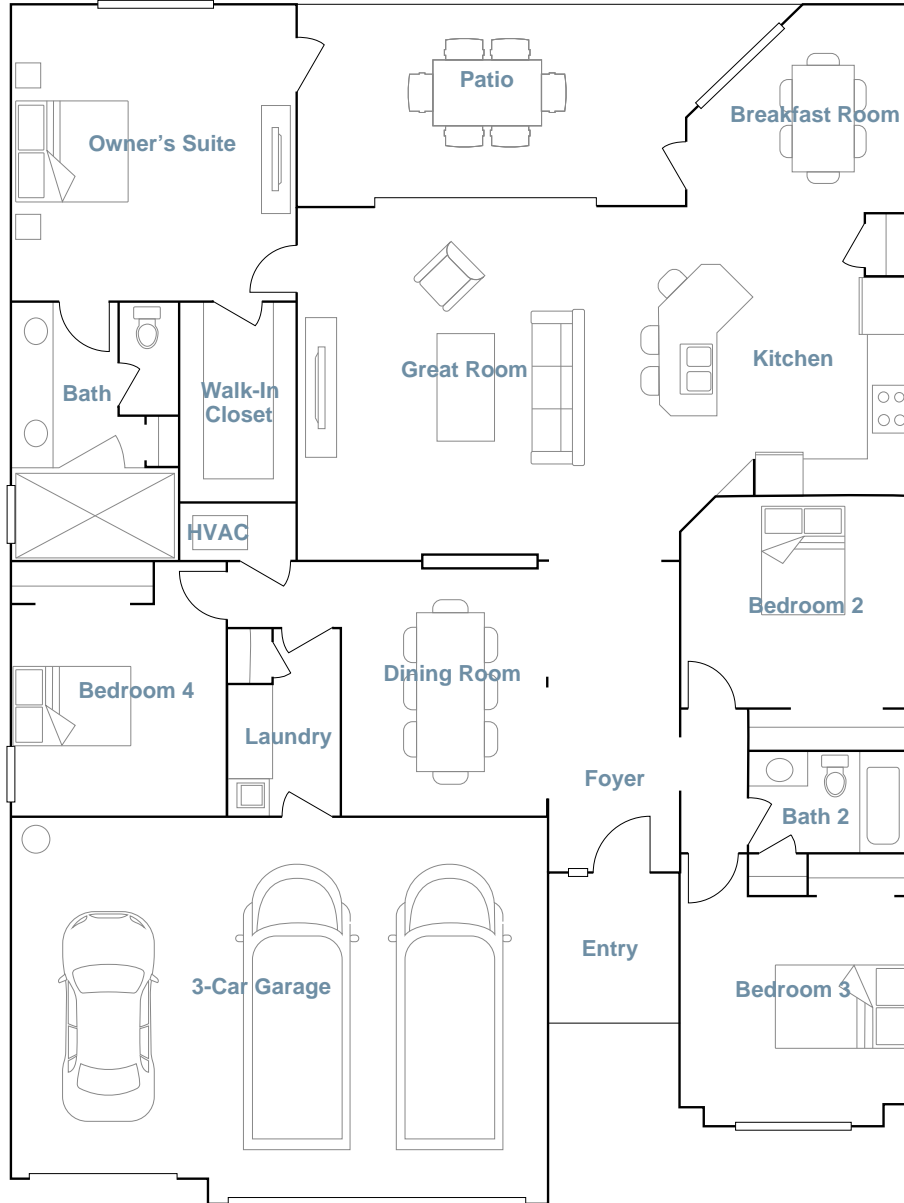 Patio
Breakfast Room
Owner's Suite
Kitchen
Great Room
Bath
Walk-In
Closet
HVAC
Bedroom 2
Dining Room
Bedroom 4
Laundry
Foyer
Bath 2
Entry
3-Car Garage
Bedroom 3